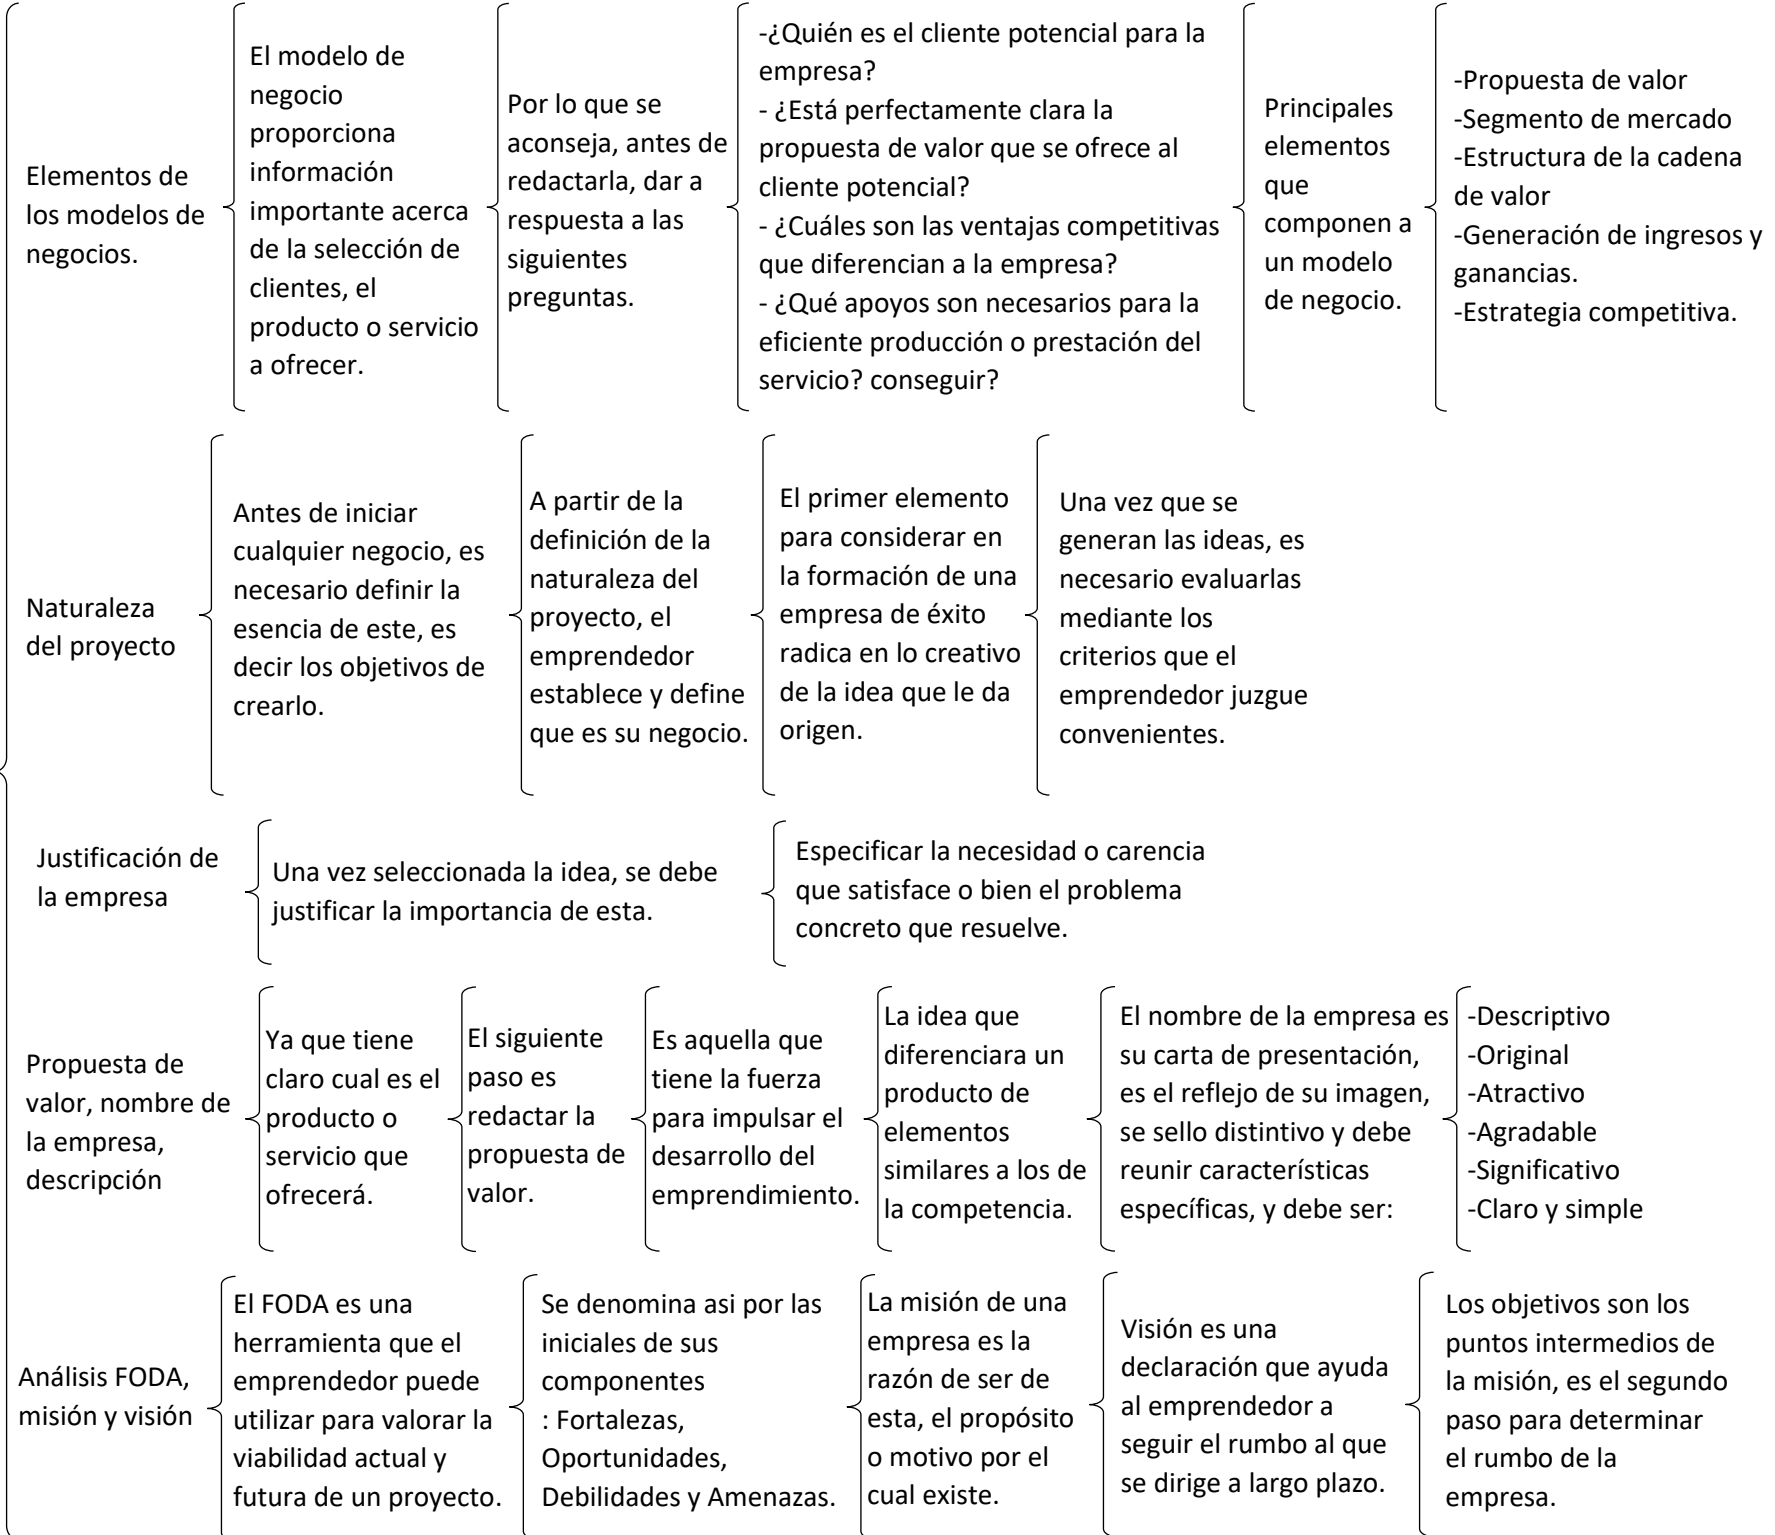 Elementos de
los modelos de
negocios.
El modelo de
negocio
proporciona
información
importante acerca
de la selección de
clientes, el
producto o servicio
a ofrecer.
Por lo que se
aconseja, antes de
redactarla, dar a
respuesta a las
siguientes
preguntas.
-¿Quién es el cliente potencial para la
empresa?
- ¿Está perfectamente clara la
propuesta de valor que se ofrece al
cliente potencial?
- ¿Cuáles son las ventajas competitivas
que diferencian a la empresa?
- ¿Qué apoyos son necesarios para la
eficiente producción o prestación del
servicio? conseguir?
Principales
elementos
que
componen a
un modelo
de negocio.
-Propuesta de valor
-Segmento de mercado
-Estructura de la cadena
de valor
-Generación de ingresos y
ganancias.
-Estrategia competitiva.
Naturaleza
del proyecto
Antes de iniciar
cualquier negocio, es
necesario definir la
esencia de este, es
decir los objetivos de
crearlo.
A partir de la
definición de la
naturaleza del
proyecto, el
emprendedor
establece y define
que es su negocio.
El primer elemento
para considerar en
la formación de una
empresa de éxito
radica en lo creativo
de la idea que le da
origen.
Una vez que se
generan las ideas, es
necesario evaluarlas
mediante los
criterios que el
emprendedor juzgue
convenientes.
Justificación de
la empresa
Una vez seleccionada la idea, se debe
justificar la importancia de esta.
Especificar la necesidad o carencia
que satisface o bien el problema
concreto que resuelve.
Propuesta de
valor, nombre de
la empresa,
descripción
Ya que tiene
claro cual es el
producto o
servicio que
ofrecerá.
El siguiente
paso es
redactar la
propuesta de
valor.
Es aquella que
tiene la fuerza
para impulsar el
desarrollo del
emprendimiento.
La idea que
diferenciara un
producto de
elementos
similares a los de
la competencia.
El nombre de la empresa es
su carta de presentación,
es el reflejo de su imagen,
se sello distintivo y debe
reunir características
específicas, y debe ser:
-Descriptivo
-Original
-Atractivo
-Agradable
-Significativo
-Claro y simple
Análisis FODA,
misión y visión
El FODA es una
herramienta que el
emprendedor puede
utilizar para valorar la
viabilidad actual y
futura de un proyecto.
Se denomina asi por las
iniciales de sus
componentes
: Fortalezas,
Oportunidades,
Debilidades y Amenazas.
La misión de una
empresa es la
razón de ser de
esta, el propósito
o motivo por el
cual existe.
Visión es una
declaración que ayuda
al emprendedor a
seguir el rumbo al que
se dirige a largo plazo.
Los objetivos son los
puntos intermedios de
la misión, es el segundo
paso para determinar
el rumbo de la
empresa.